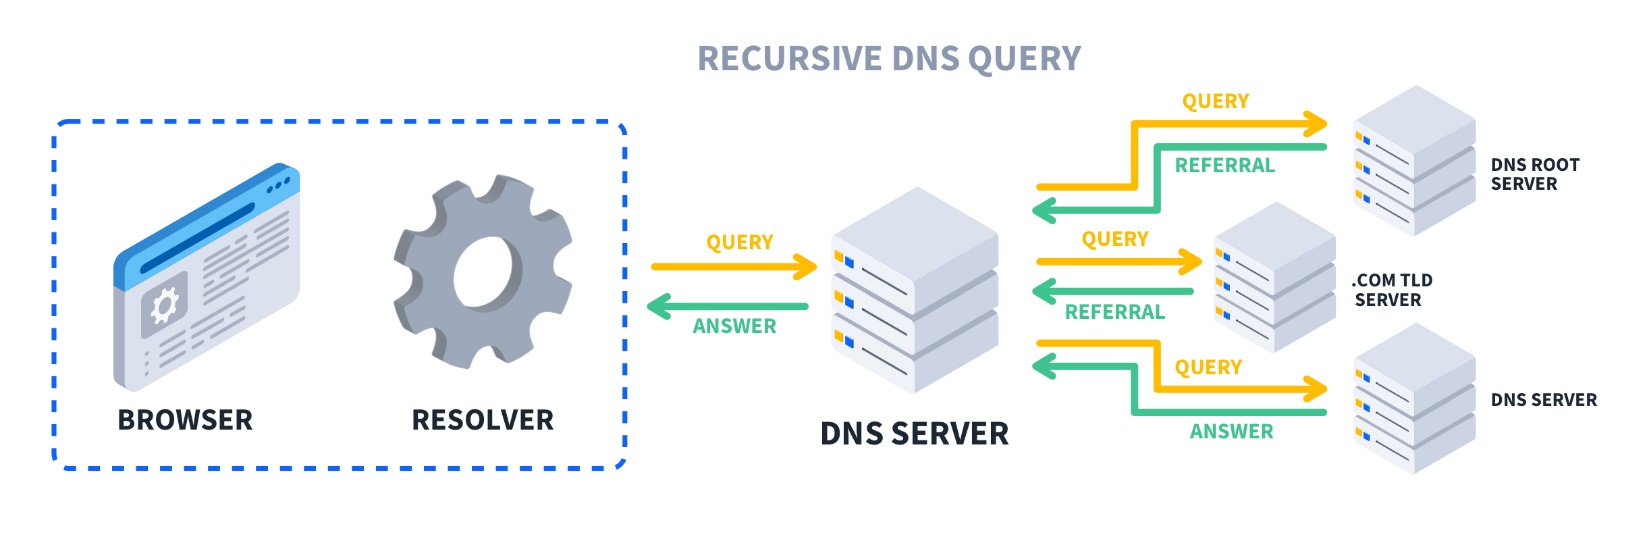 RECURSIVE DNS QUERY
QUERY
REFERRAL
DNS ROOT
SERVER
QUERY
ANSWER
QUERY
REFERRAL
.COM TLD
SERVER
QUERY
ANSWER
DNS SERVER
BROWSER
RESOLVER
DNS SERVER